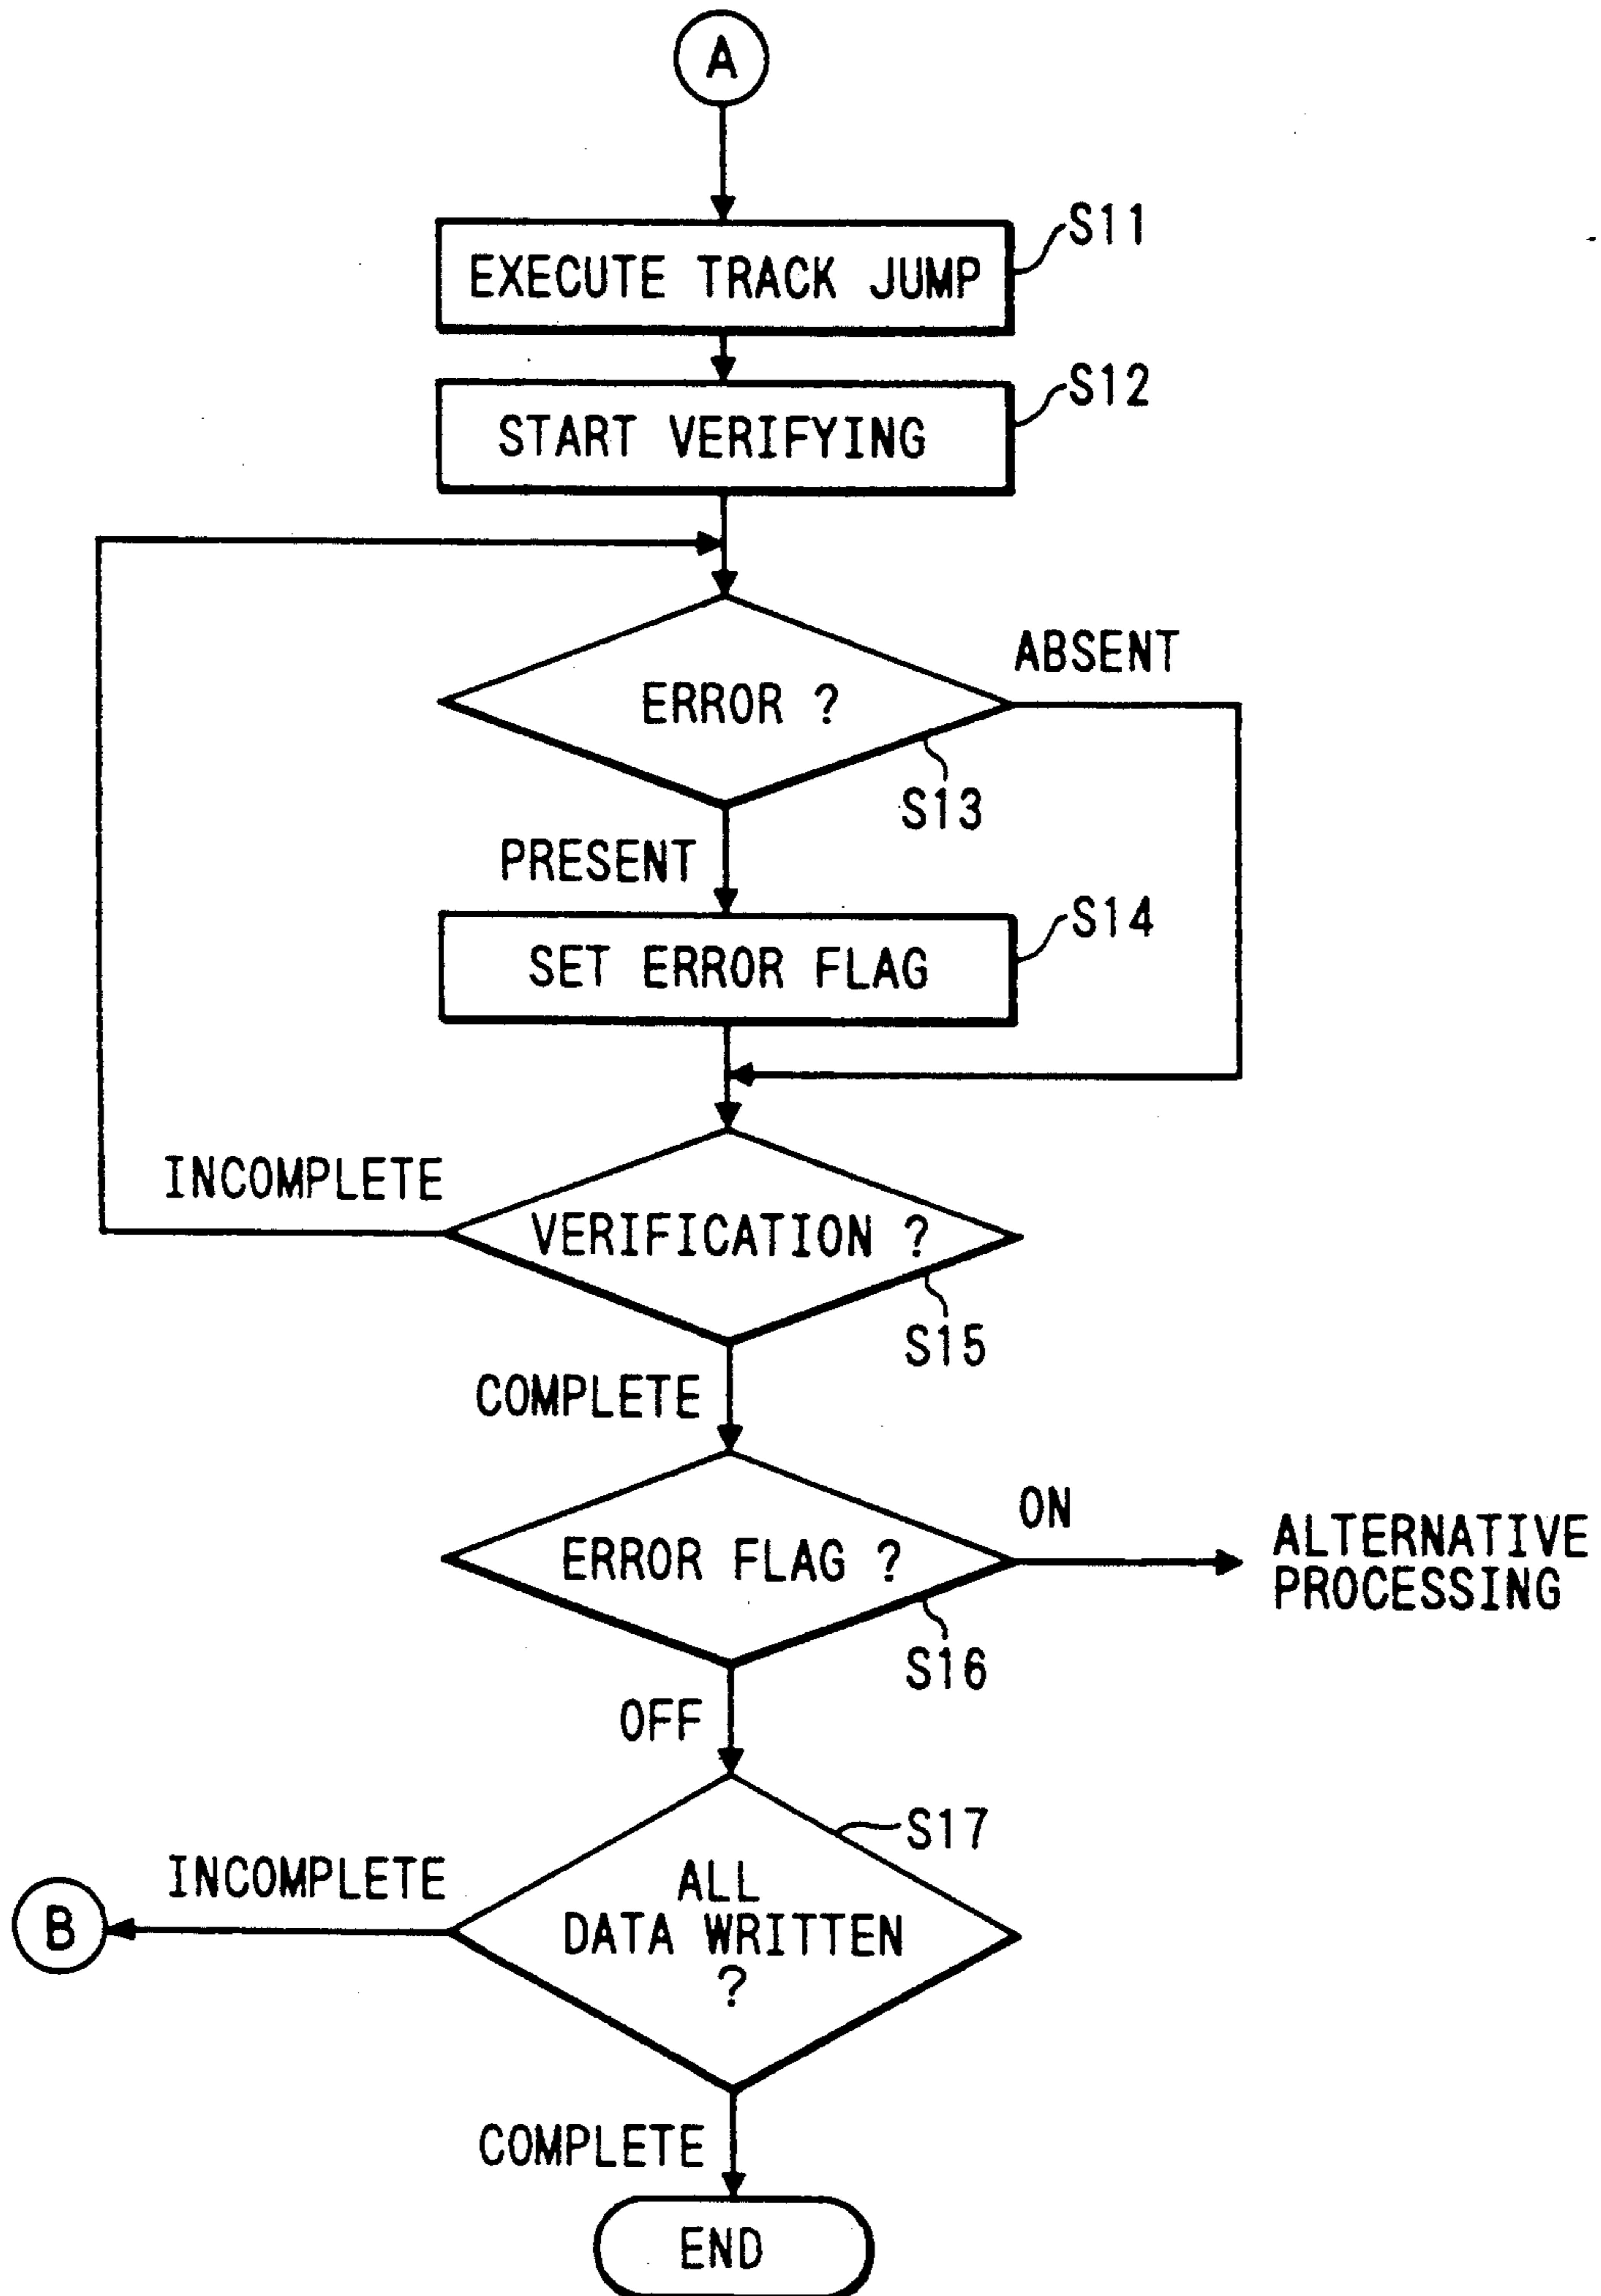 A
S11
EXECUTE TRACK JUMP
S12
START VERIFYING
ABSENT
ERROR ?
S13
PRESENT
S14
SET ERROR FLAG
INCOMPLETE
VERIFICATION ?
S15
COMPLETE
ON
ERROR FLAG ?
ALTERNATIVE
PROCESSING
S16
OFF
S17
INCOMPLETE
B
ALL
DATA WRITTEN
?
COMPLETE
END